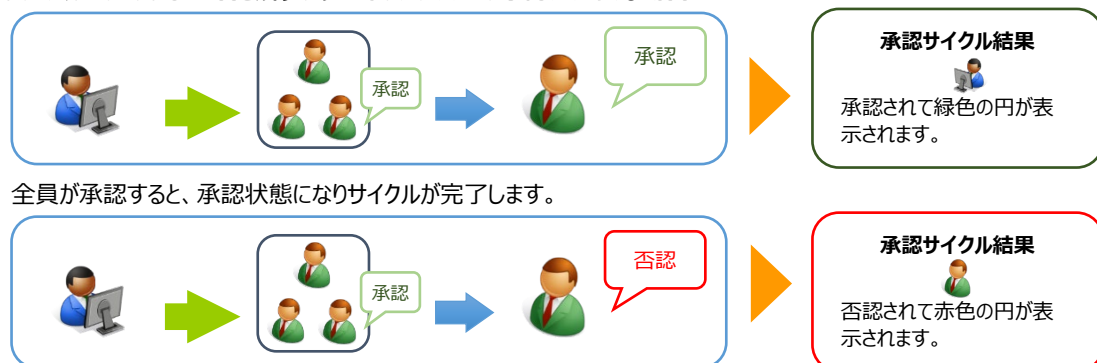 承認
承認
承認サイクル結果
承認されて緑色の円が表
示されます。
全員が承認すると、承認状態になりサイクルが完了します。
否認
承認
承認サイクル結果
否認されて赤色の円が表
示されます。